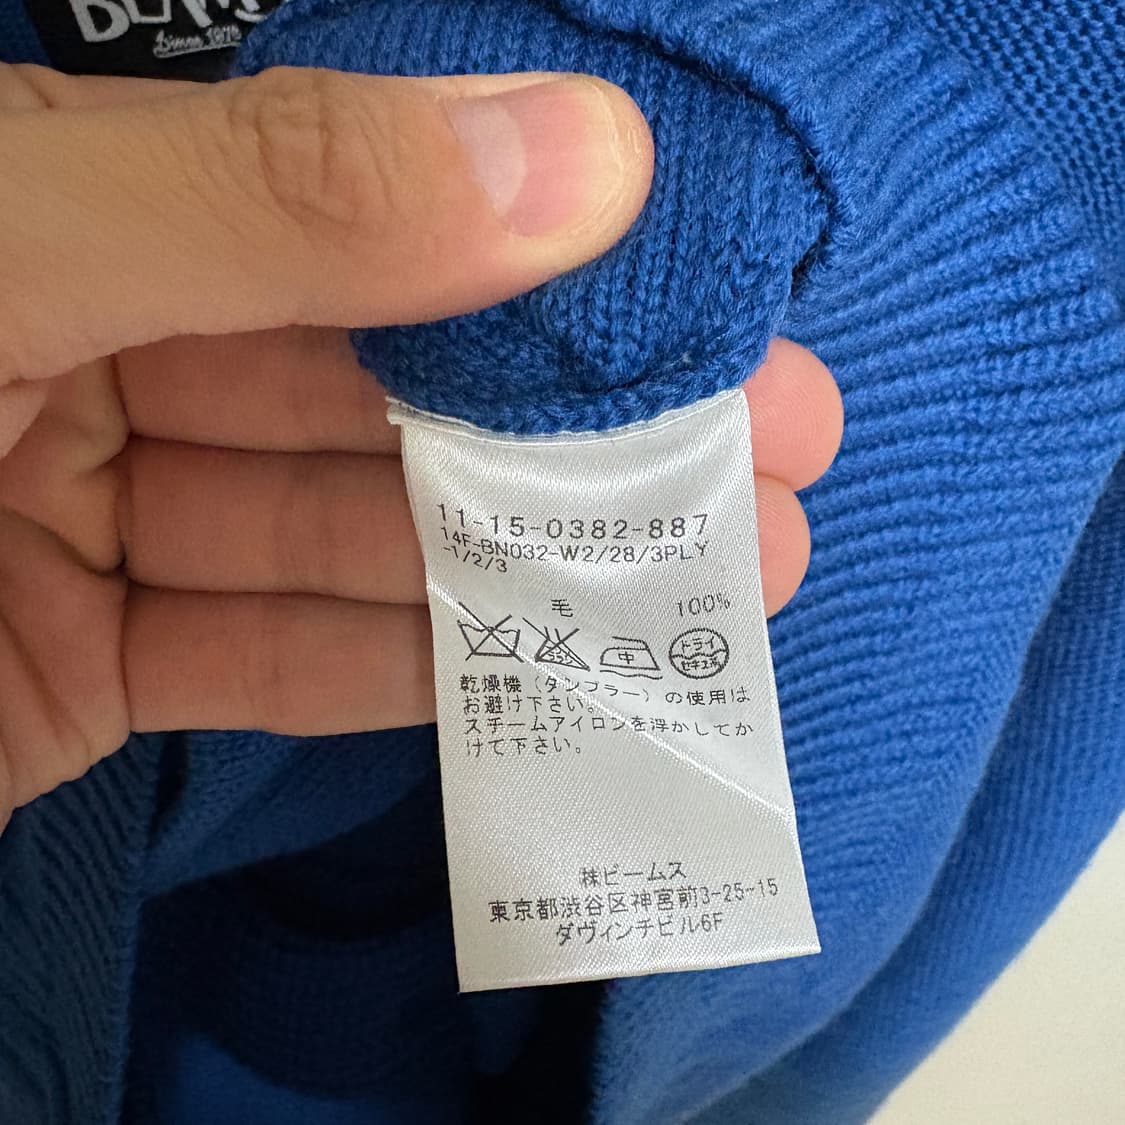 BEAMS
Since 1976
11-15-0382-887
14F-BN032-W2/28/3PLY
-1/2/3
毛 100%
中
ドライ
セキユ系
乾燥機（タンブラー）の使用は
お避け下さい。
スチームアイロンを浮かしてか
けて下さい。
㈱ビームス
東京都渋谷区神宮前3-25-15
ダヴィンチビル6F